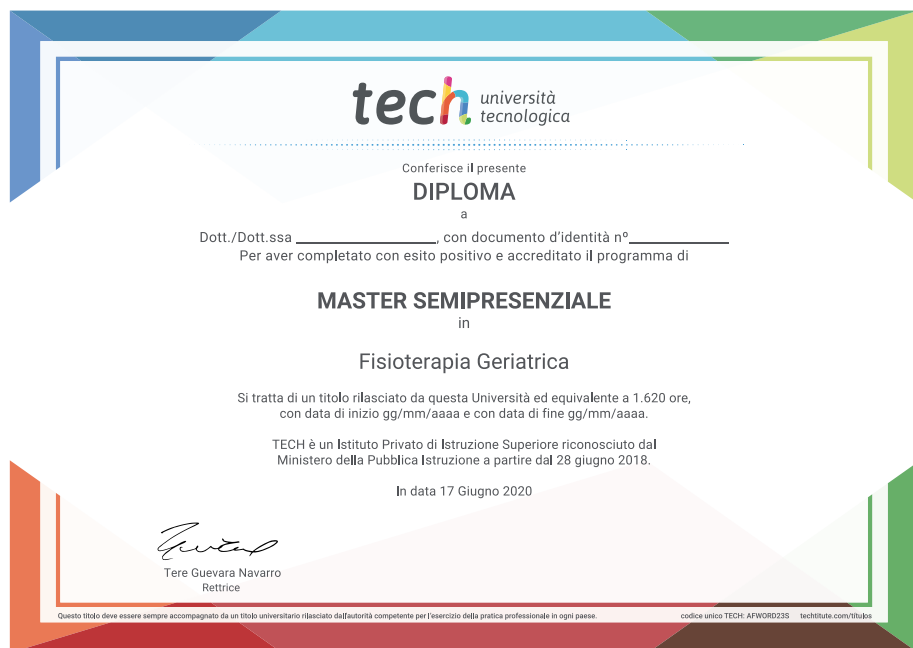 tech università
tecnologica
Conferisce il presente
DIPLOMA
a
Dott./Dott.ssa ________________, con documento d'identità nº____________
Per aver completato con esito positivo e accreditato il programma di
MASTER SEMIPRESENZIALE
in
Fisioterapia Geriatrica
Si tratta di un titolo rilasciato da questa Università ed equivalente a 1.620 ore,
con data di inizio gg/mm/aaaa e con data di fine gg/mm/aaaa.
TECH è un Istituto Privato di Istruzione Superiore riconosciuto dal
Ministero della Pubblica Istruzione a partire dal 28 giugno 2018.
In data 17 Giugno 2020
Tere Guevara Navarro
Rettrice
Questo titolo deve essere sempre accompagnato da un titolo universitario rilasciato dall'autorità competente per l'esercizio della pratica professionale in ogni paese. codice unico TECH: AFWORD23S techtitute.com/títulos